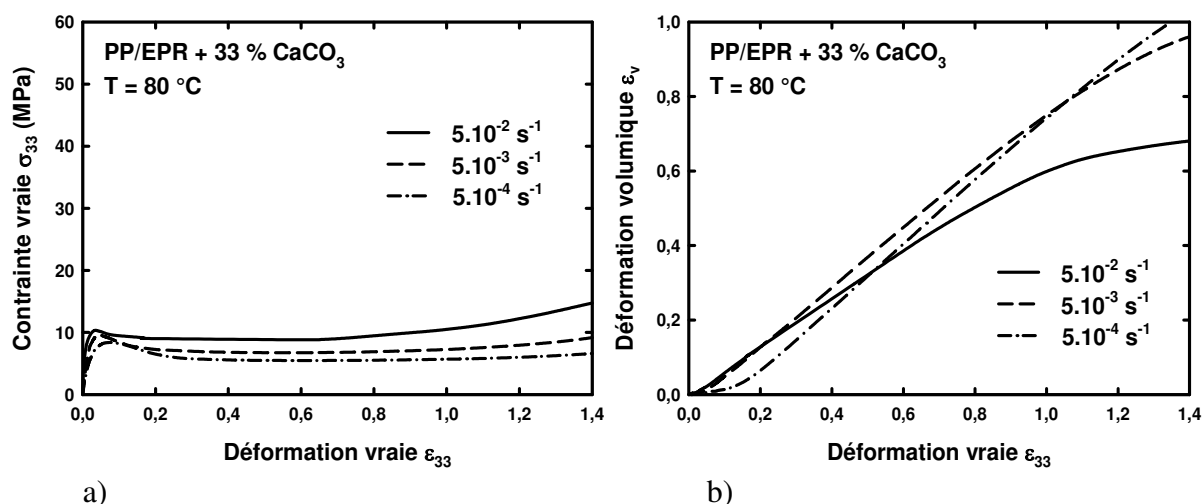 60
50
40
30
20
10
0
Contrainte vraie σ33 (MPa)
PP/EPR + 33 % CaCO3
T = 80 °C
5.10-2 s-1
5.10-3 s-1
5.10-4 s-1
0,0 0,2 0,4 0,6 0,8 1,0 1,2 1,4
Déformation vraie ε33
a)
1,0
0,8
0,6
0,4
0,2
0,0
Déformation volumique εv
PP/EPR + 33 % CaCO3
T = 80 °C
5.10-2 s-1
5.10-3 s-1
5.10-4 s-1
0,0 0,2 0,4 0,6 0,8 1,0 1,2 1,4
Déformation vraie ε33
b)